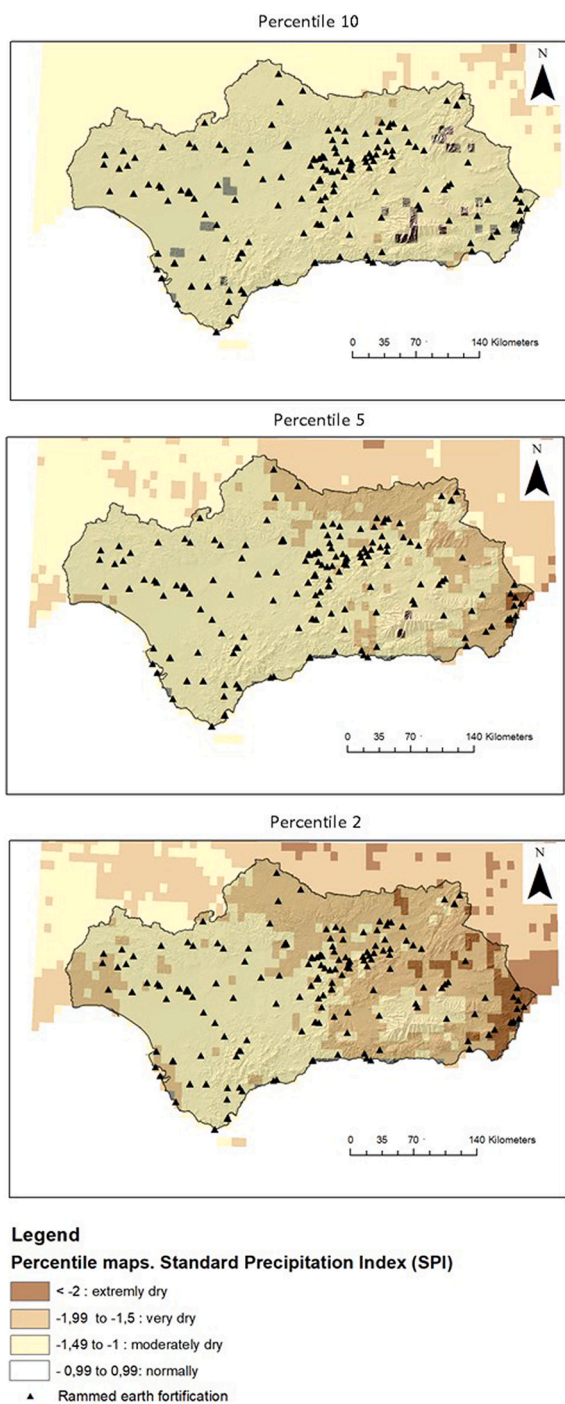 Percentile 10
N
0 35 70 140 Kilometers
Percentile 5
N
0 35 70 140 Kilometers
Percentile 2
N
0 35 70 140 Kilometers
Legend
Percentile maps. Standard Precipitation Index (SPI)
< -2 : extremly dry
-1,99 to -1,5 : very dry
-1,49 to -1 : moderately dry
- 0,99 to 0,99: normally
Rammed earth fortification